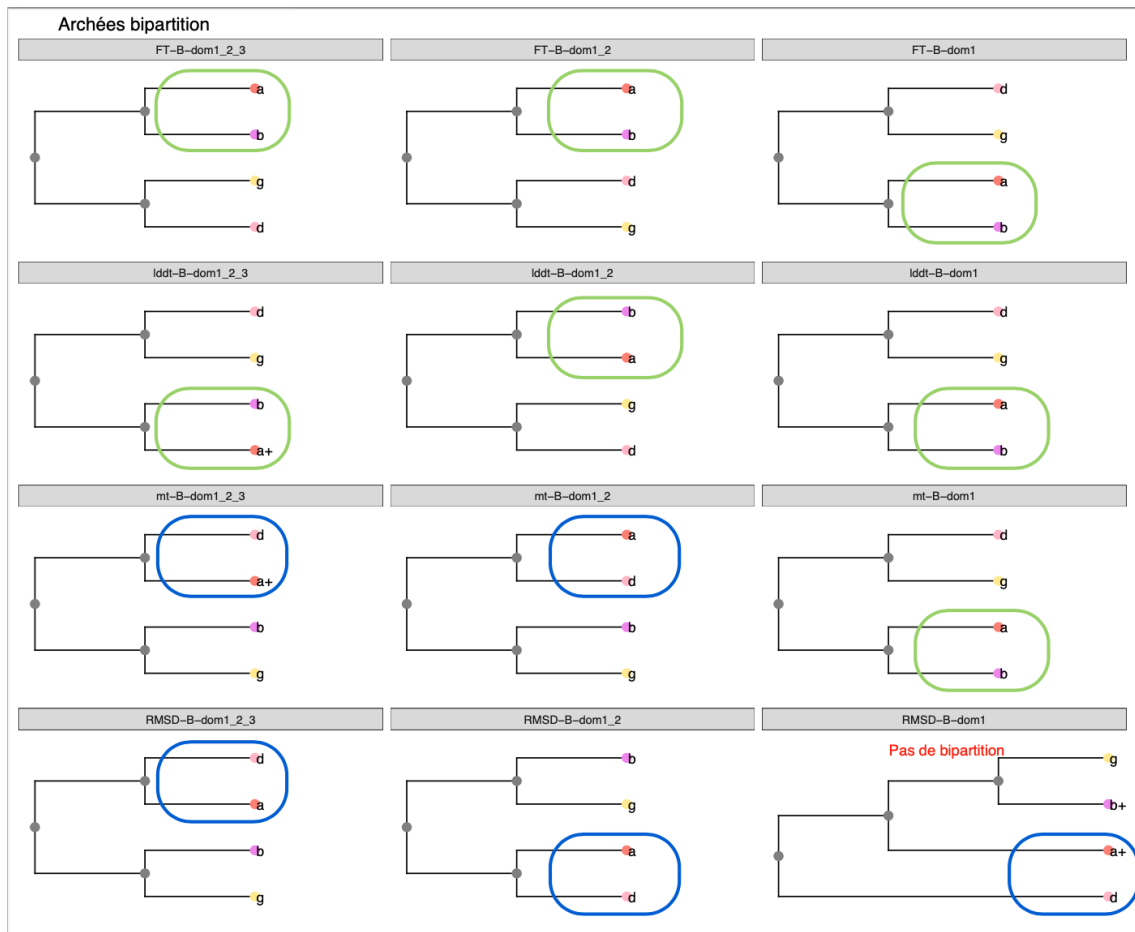 Archées bipartition
FT-B-dom1_2_3
FT-B-dom1_2
FT-B-dom1
a
b
g
d
a
b
d
g
d
g
a
b
lddt-B-dom1_2_3
lddt-B-dom1_2
lddt-B-dom1
d
g
b
a+
b
a
g
d
d
g
a
b
mt-B-dom1_2_3
mt-B-dom1_2
mt-B-dom1
d
a+
b
g
a
d
b
g
d
g
a
b
RMSD-B-dom1_2_3
RMSD-B-dom1_2
RMSD-B-dom1
d
a
b
g
b
g
a
d
Pas de bipartition
g
b+
a+
d